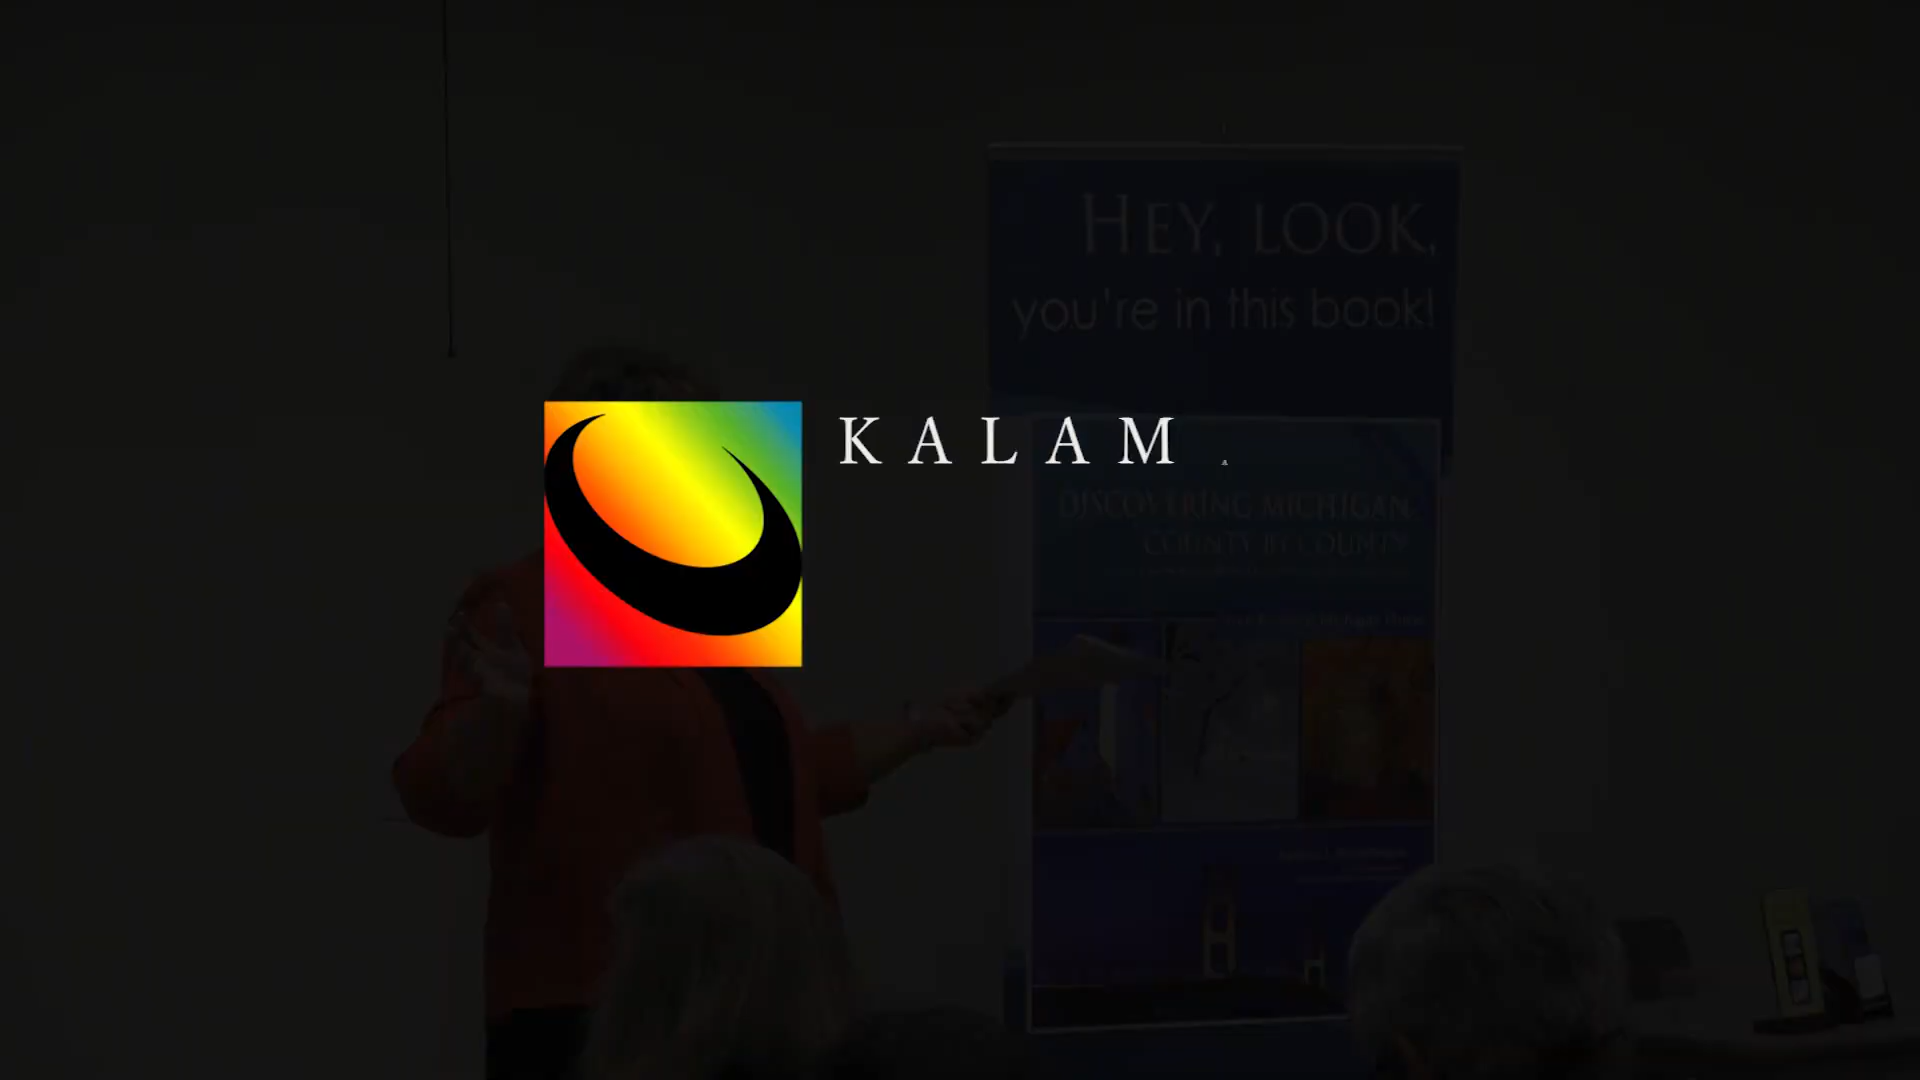 KALAM A
HEY, LOOK,
you're in this book!
DISCOVERING MICHIGAN
COUNTY BY COUNTY